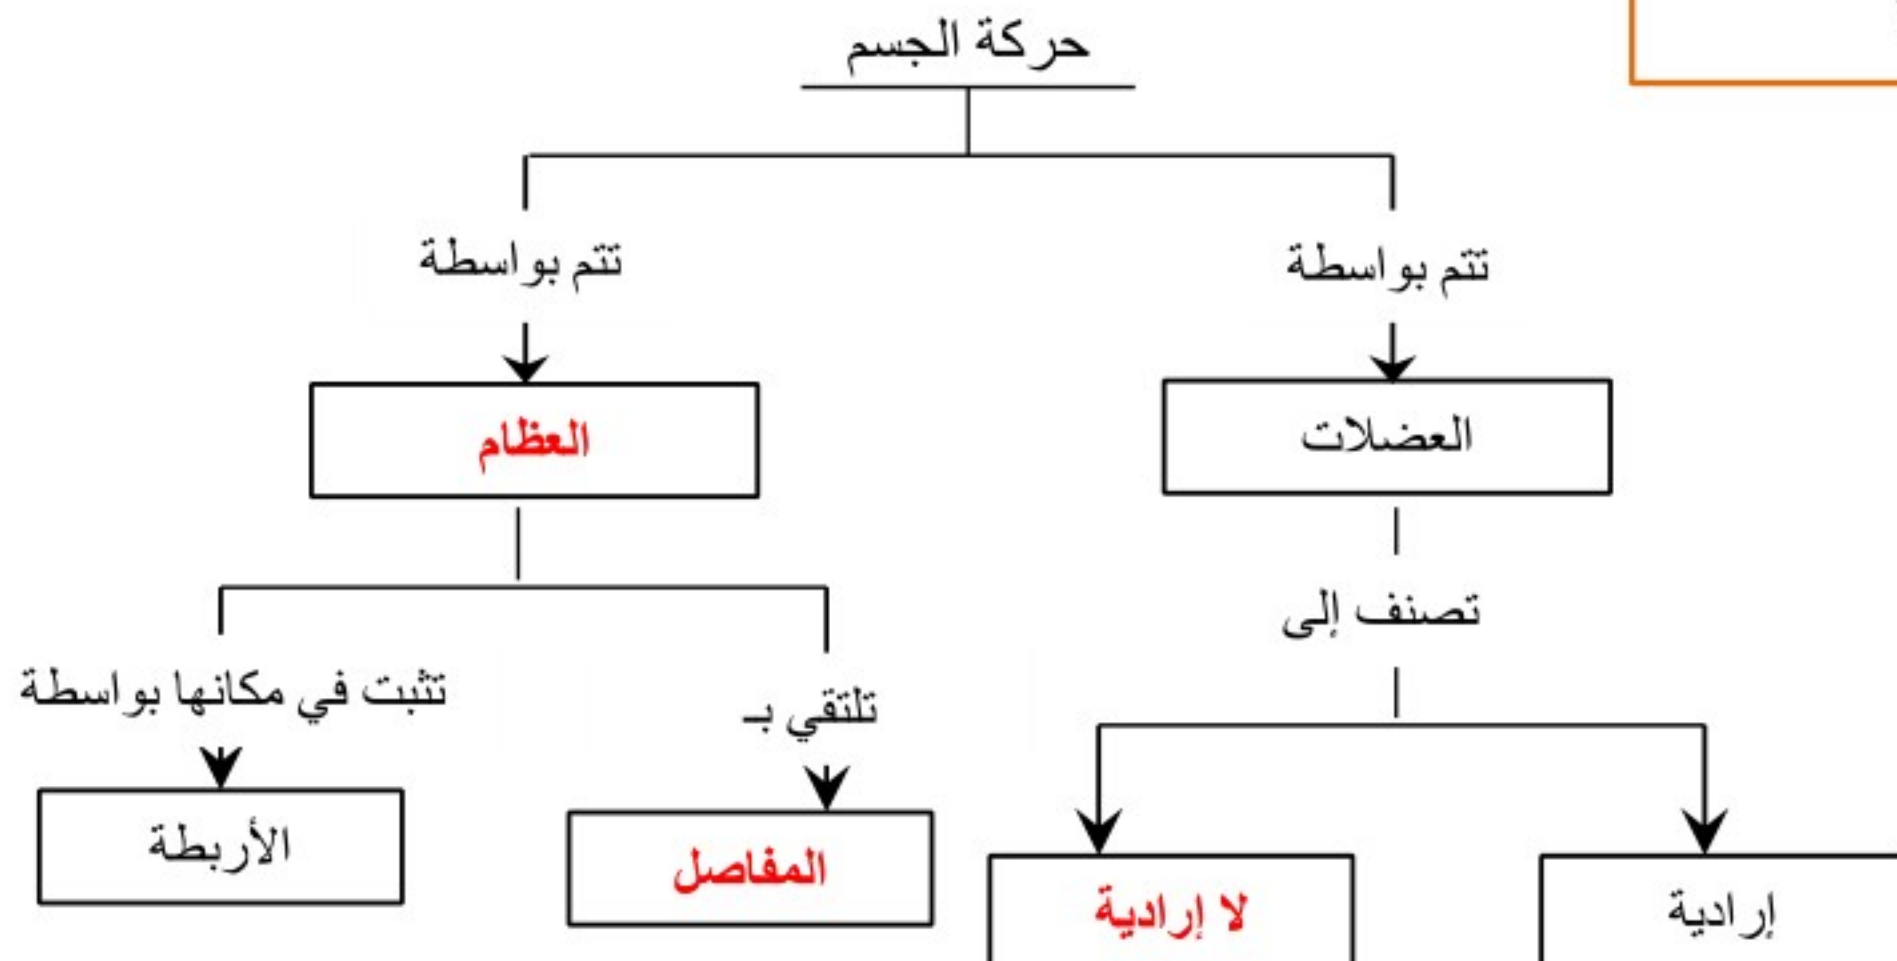 حركة الجسم
تتم بواسطة
تتم بواسطة
العضلات
العظام
تصنف إلى
تلتقي بـ
تثبت في مكانها بواسطة
إرادية
لا إرادية
المفاصل
الأربطة